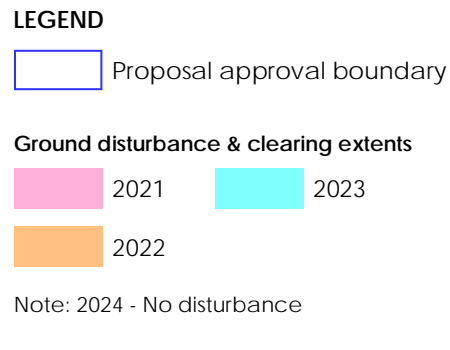 LEGEND
Proposal approval boundary
Ground disturbance & clearing extents
2021 2023
2022
Note: 2024 - No disturbance